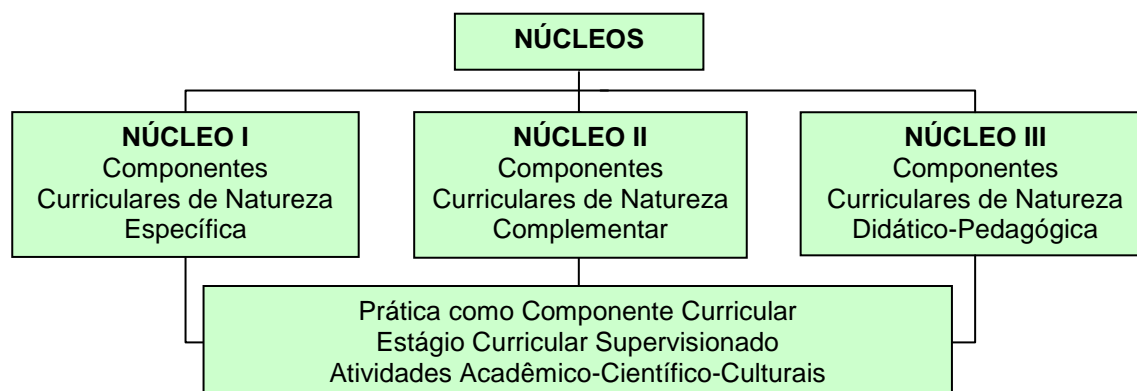 NÚCLEOS
NÚCLEO I
Componentes
Curriculares de Natureza
Específica
NÚCLEO II
Componentes
Curriculares de Natureza
Complementar
NÚCLEO III
Componentes
Curriculares de Natureza
Didático-Pedagógica
Prática como Componente Curricular
Estágio Curricular Supervisionado
Atividades Acadêmico-Científico-Culturais